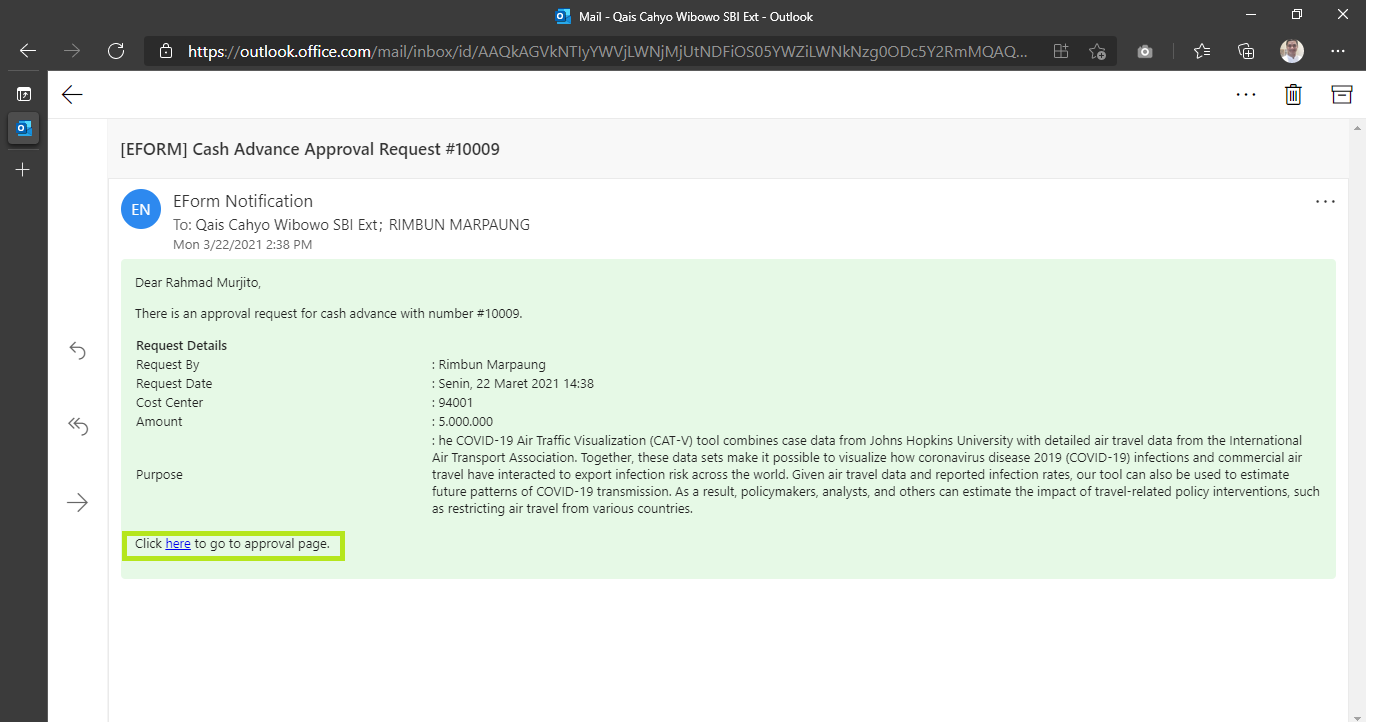 Mail - Qais Cahyo Wibowo SBI Ext - Outlook
https://outlook.office.com/mail/inbox/id/AAQkAGVkNTIyYWVjLWNjMjUtNDFiOS05YWZiLWNkNzg0ODc5Y2RmMQAQ...
[EFORM] Cash Advance Approval Request #10009
EN
EForm Notification
To: Qais Cahyo Wibowo SBI Ext; RIMBUN MARPAUNG
Mon 3/22/2021 2:38 PM
Dear Rahmad Murjito,
There is an approval request for cash advance with number #10009.
Request Details
Request By : Rimbun Marpaung
Request Date : Senin, 22 Maret 2021 14:38
Cost Center : 94001
Amount : 5.000.000
Purpose
: he COVID-19 Air Traffic Visualization (CAT-V) tool combines case data from Johns Hopkins University with detailed air travel data from the International
Air Transport Association. Together, these data sets make it possible to visualize how coronavirus disease 2019 (COVID-19) infections and commercial air
travel have interacted to export infection risk across the world. Given air travel data and reported infection rates, our tool can also be used to estimate
future patterns of COVID-19 transmission. As a result, policymakers, analysts, and others can estimate the impact of travel-related policy interventions, such
as restricting air travel from various countries.
Click here to go to approval page.